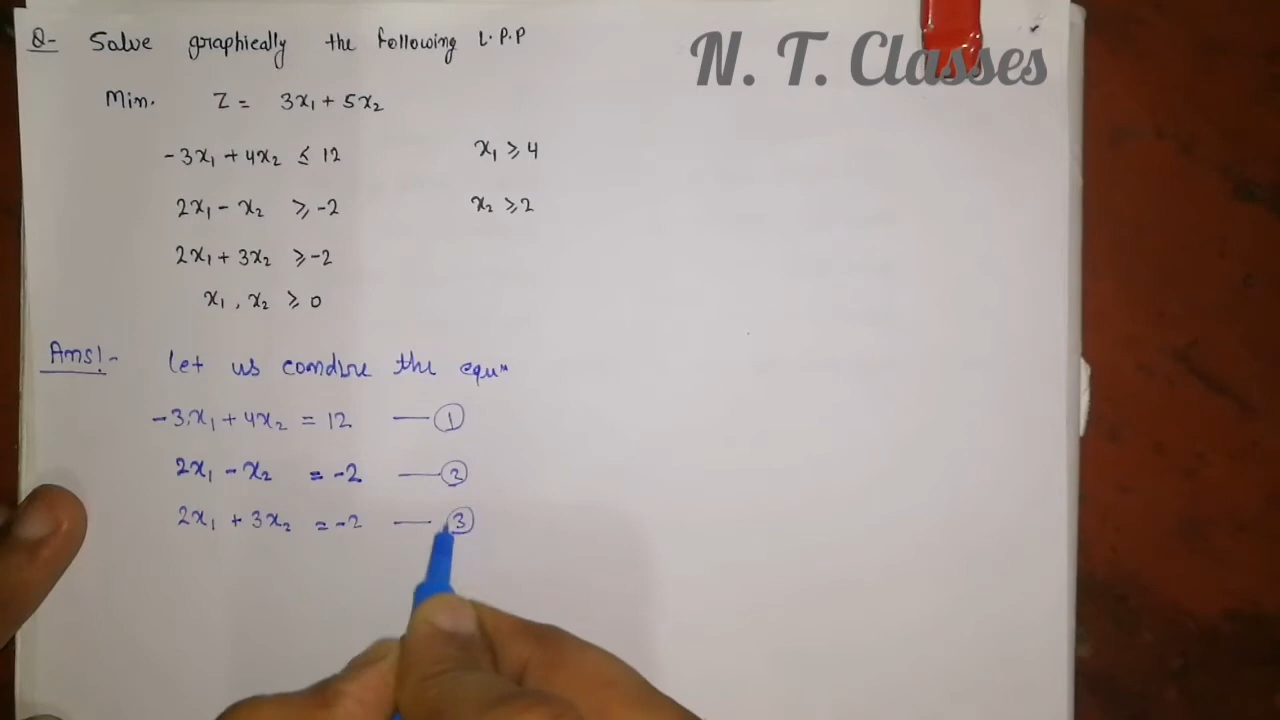 Q- Solve graphically the following L.P.P
N. T. Classes
Min. Z = 3x₁ + 5x₂
-3x₁ + 4x₂ ≤ 12 x₁ ≥ 4
2x₁ - x₂ ≥ -2 x₂ ≥ 2
2x₁ + 3x₂ ≥ -2
x₁, x₂ ≥ 0
Ans!- Let us the equⁿ
-3x₁ + 4x₂ = 12 — ①
2x₁ - x₂ = -2 — ②
2x₁ + 3x₂ = -2 — ③